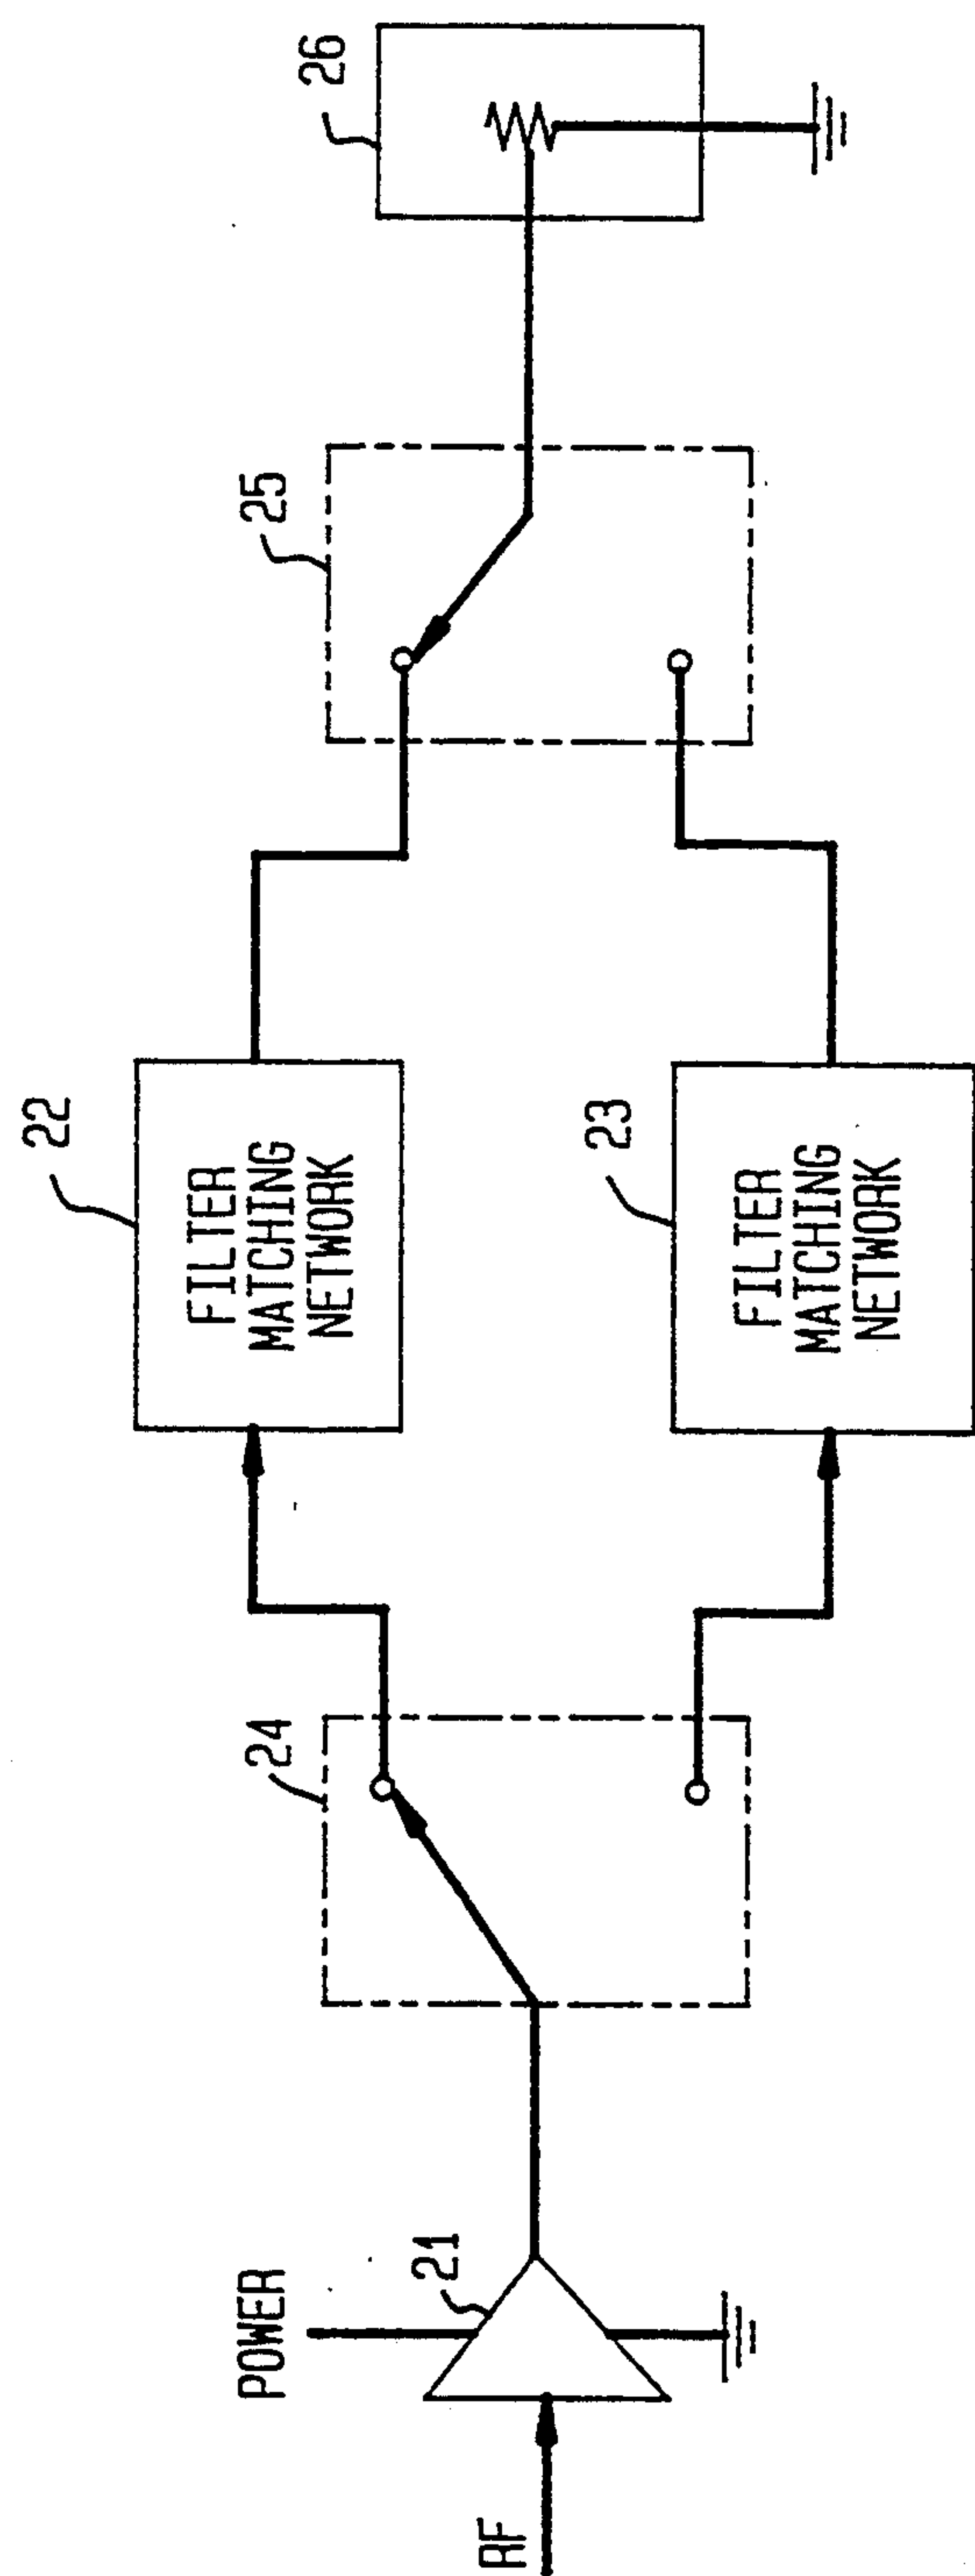 RF
POWER
21
24
22
FILTER
MATCHING
NETWORK
23
FILTER
MATCHING
NETWORK
25
26